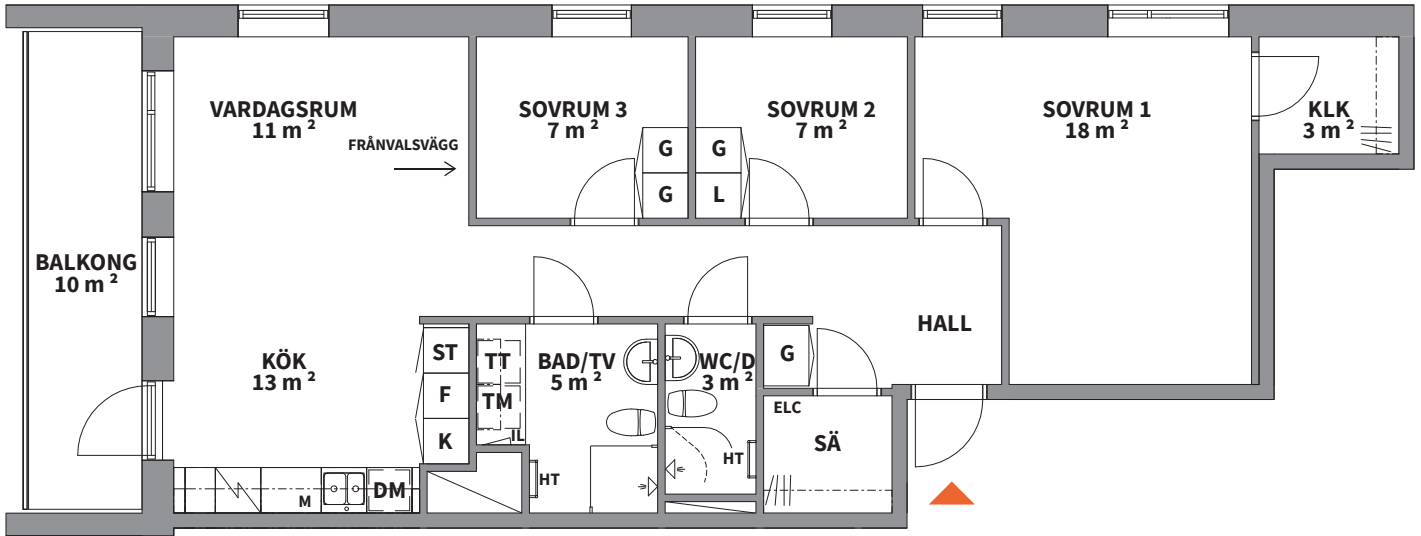 VARDAGSRUM
11 m ²
FRÅNVALSVÄGG
SOVRUM 3
7 m ²
G
G
SOVRUM 2
7 m ²
G
L
SOVRUM 1
18 m ²
KLK
3 m ²
BALKONG
10 m ²
HALL
KÖK
13 m ²
ST
F
K
M
DM
TT
TM
IL
BAD/TV
5 m ²
HT
WC/D
3 m ²
HT
G
ELC
SÄ